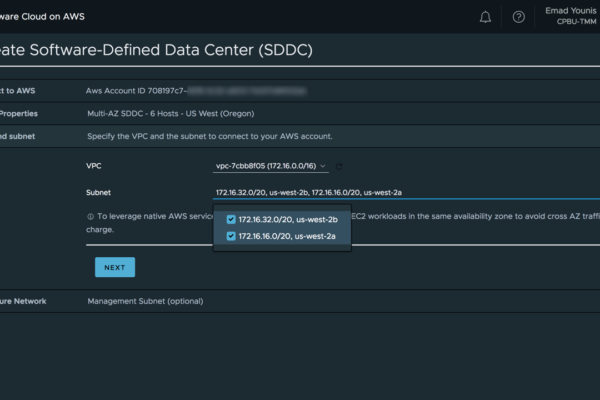 ware Cloud on AWS
Emad Younis
CPBU-TMM
eate Software-Defined Data Center (SDDC)
ct to AWS
Aws Account ID 708197c7-
Properties
Multi-AZ SDDC - 6 Hosts - US West (Oregon)
nd subnet
Specify the VPC and the subnet to connect to your AWS account.
VPC
vpc-7cbb8f05 (172.16.0.0/16)
Subnet
172.16.32.0/20, us-west-2b, 172.16.16.0/20, us-west-2a
To leverage native AWS servic EC2 workloads in the same availability zone to avoid cross AZ traffi
charge.
172.16.32.0/20, us-west-2b
172.16.16.0/20, us-west-2a
NEXT
ure Network
Management Subnet (optional)